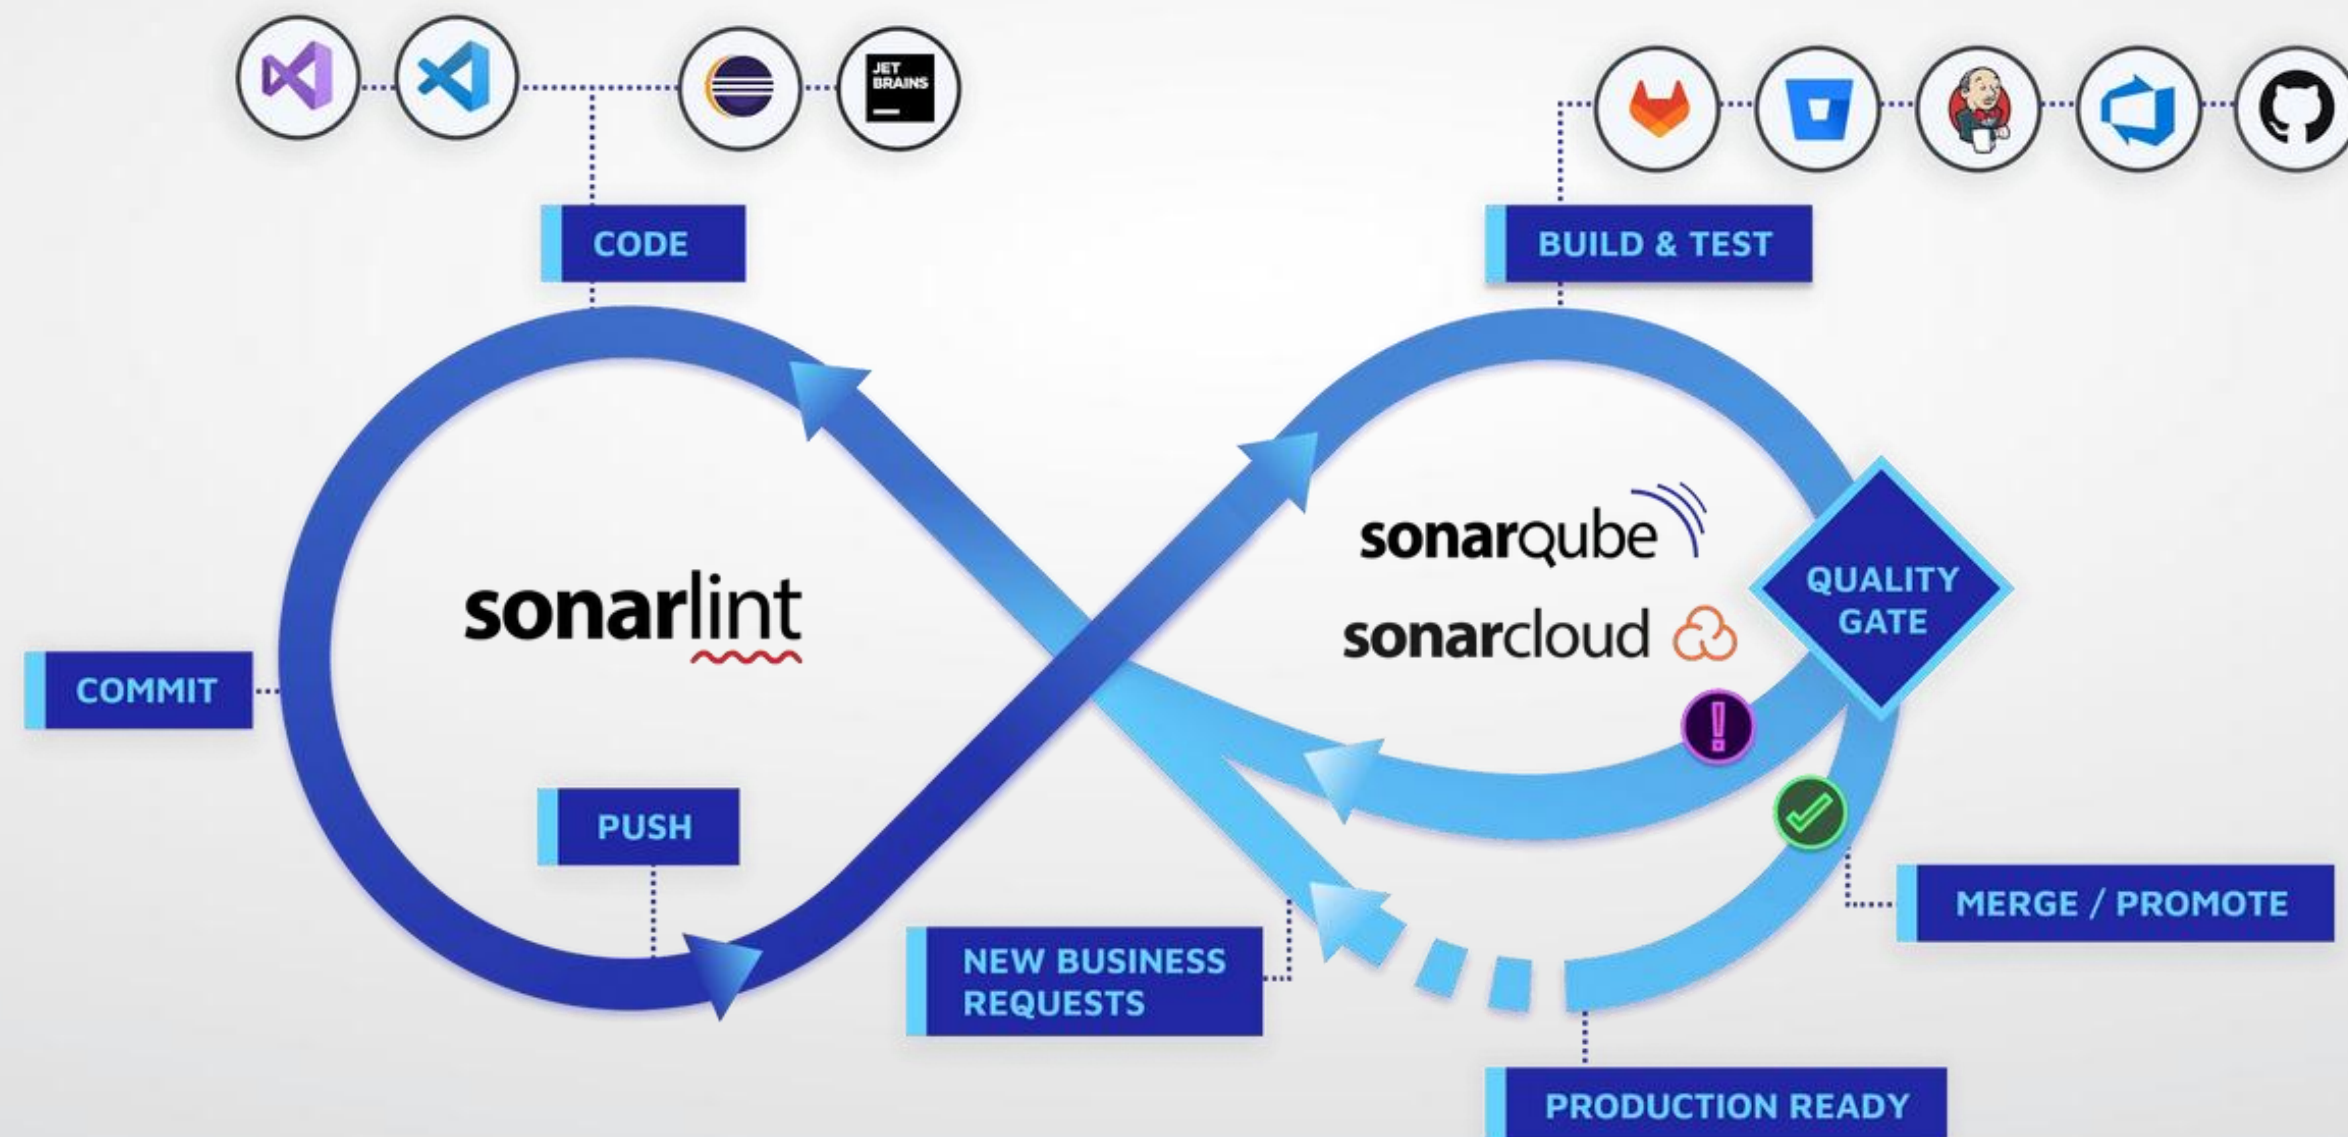 JET
BRAINS
CODE
BUILD & TEST
sonarqube
QUALITY
GATE
sonarlint
sonarcloud
COMMIT
PUSH
MERGE / PROMOTE
NEW BUSINESS
REQUESTS
PRODUCTION READY